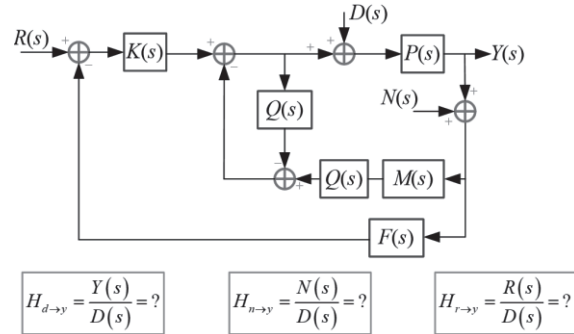 D(s)
R(s) + − K(s) + − + + P(s) Y(s)
Q(s) N(s) + +
− + Q(s) M(s)
F(s)
H_{d→y} = Y(s)/D(s) = ?
H_{n→y} = N(s)/D(s) = ?
H_{r→y} = R(s)/D(s) = ?